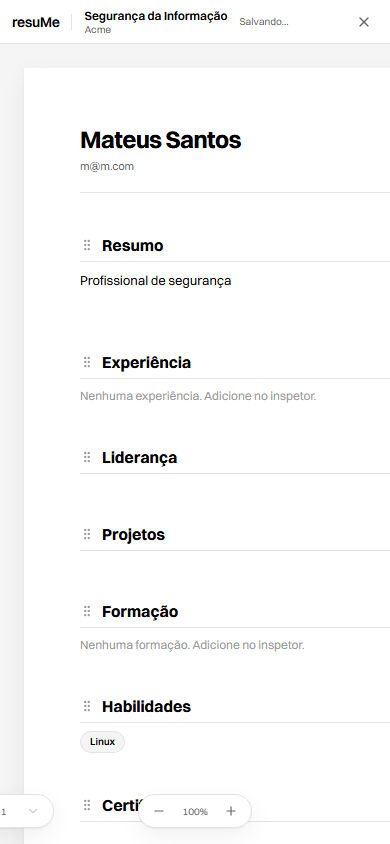 resuMe
Segurança da Informação
Acme
Salvando...
Mateus Santos
m@m.com
Resumo
Profissional de segurança
Experiência
Nenhuma experiência. Adicione no inspetor.
Liderança
Projetos
Formação
Nenhuma formação. Adicione no inspetor.
Habilidades
Linux
1
100%